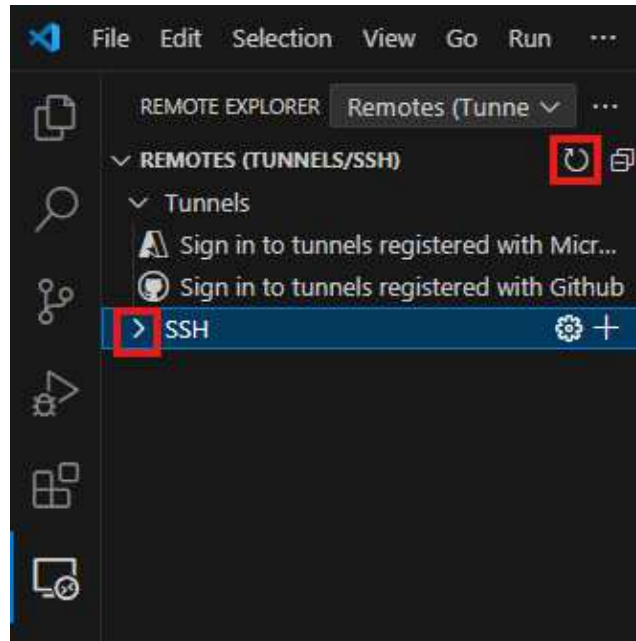 File Edit Selection View Go Run ...
REMOTE EXPLORER Remotes (Tunne ...
REMOTES (TUNNELS/SSH)
Tunnels
Sign in to tunnels registered with Micr...
Sign in to tunnels registered with Github
SSH